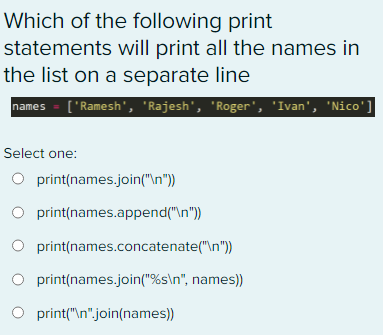 Which of the following print
statements will print all the names in
the list on a separate line
names = ['Ramesh', 'Rajesh', 'Roger', 'Ivan', 'Nico']
Select one:
print(names.join("\n"))
print(names.append("\n"))
print(names.concatenate("\n"))
print(names.join("%s\n", names))
print("\n".join(names))